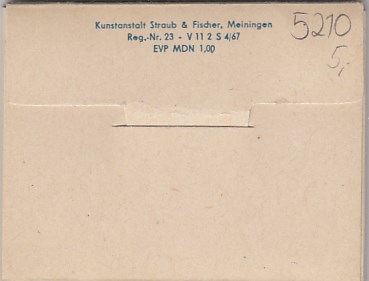 Kunstanstalt Straub & Fischer, Meiningen
Reg.-Nr. 23 - V 11 2 S 4/67
EVP MDN 1,00
5210
5,-